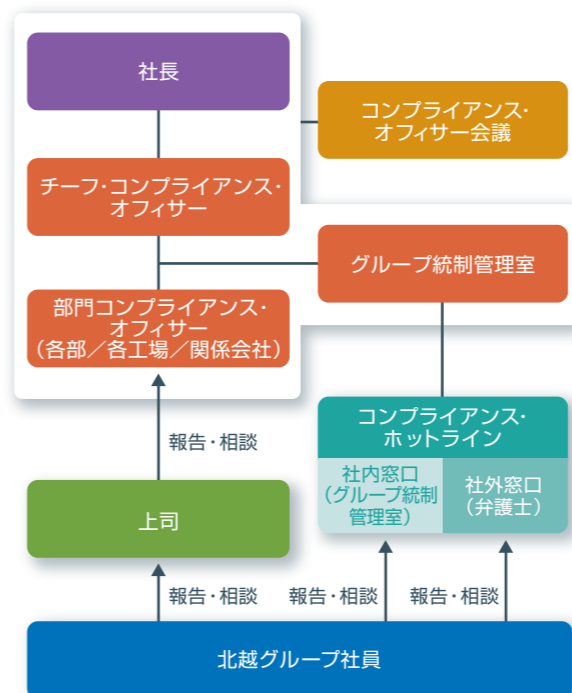 社長
コンプライアンス・
オフィサー会議
チーフ・コンプライアンス・
オフィサー
グループ統制管理室
部門コンプライアンス・
オフィサー
（各部／各工場／関係会社）
コンプライアンス・
ホットライン
社内窓口
（グループ統制
管理室）
社外窓口
（弁護士）
報告・相談
上司
報告・相談
報告・相談
報告・相談
北越グループ社員